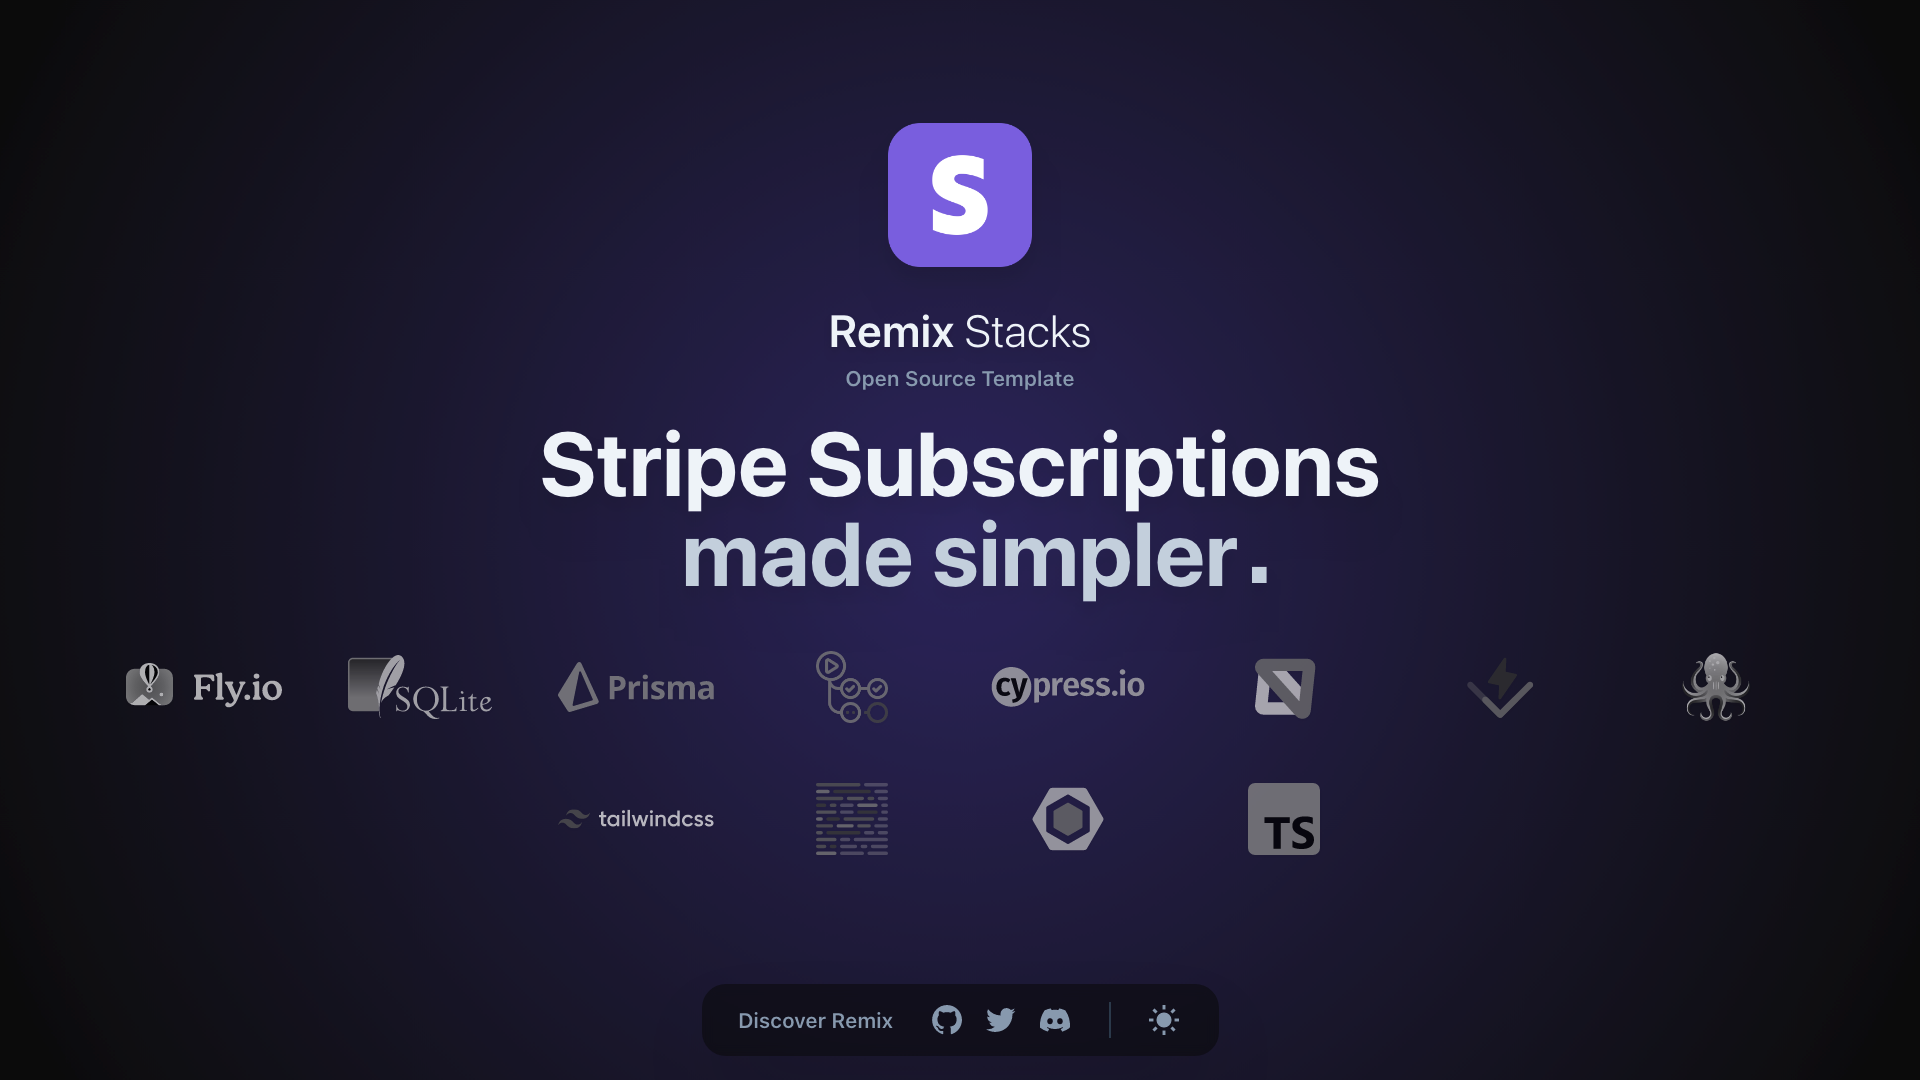 S
Remix Stacks
Open Source Template
Stripe Subscriptions
made simpler.
Fly.io
SQLite
Prisma
cypress.io
tailwindcss
TS
Discover Remix